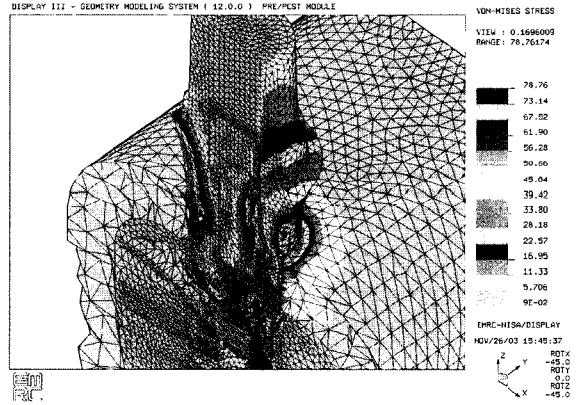 DISPLAY III - GEOMETRY MODELING SYSTEM ( 12.0.0 ) PRE/POST MODULE
VON-MISES STRESS
VIEW : 0.1696009
RANGE: 78.76174
78.76
73.14
67.52
61.90
56.28
50.66
45.04
39.42
33.80
28.18
22.57
16.95
11.33
5.706
9E-02
EMRC-NISA/DISPLAY
NOV/26/03 15:45:37
ROTX
-45.0
ROTY
0.0
ROTZ
-45.0
Z
Y
X
EMRC